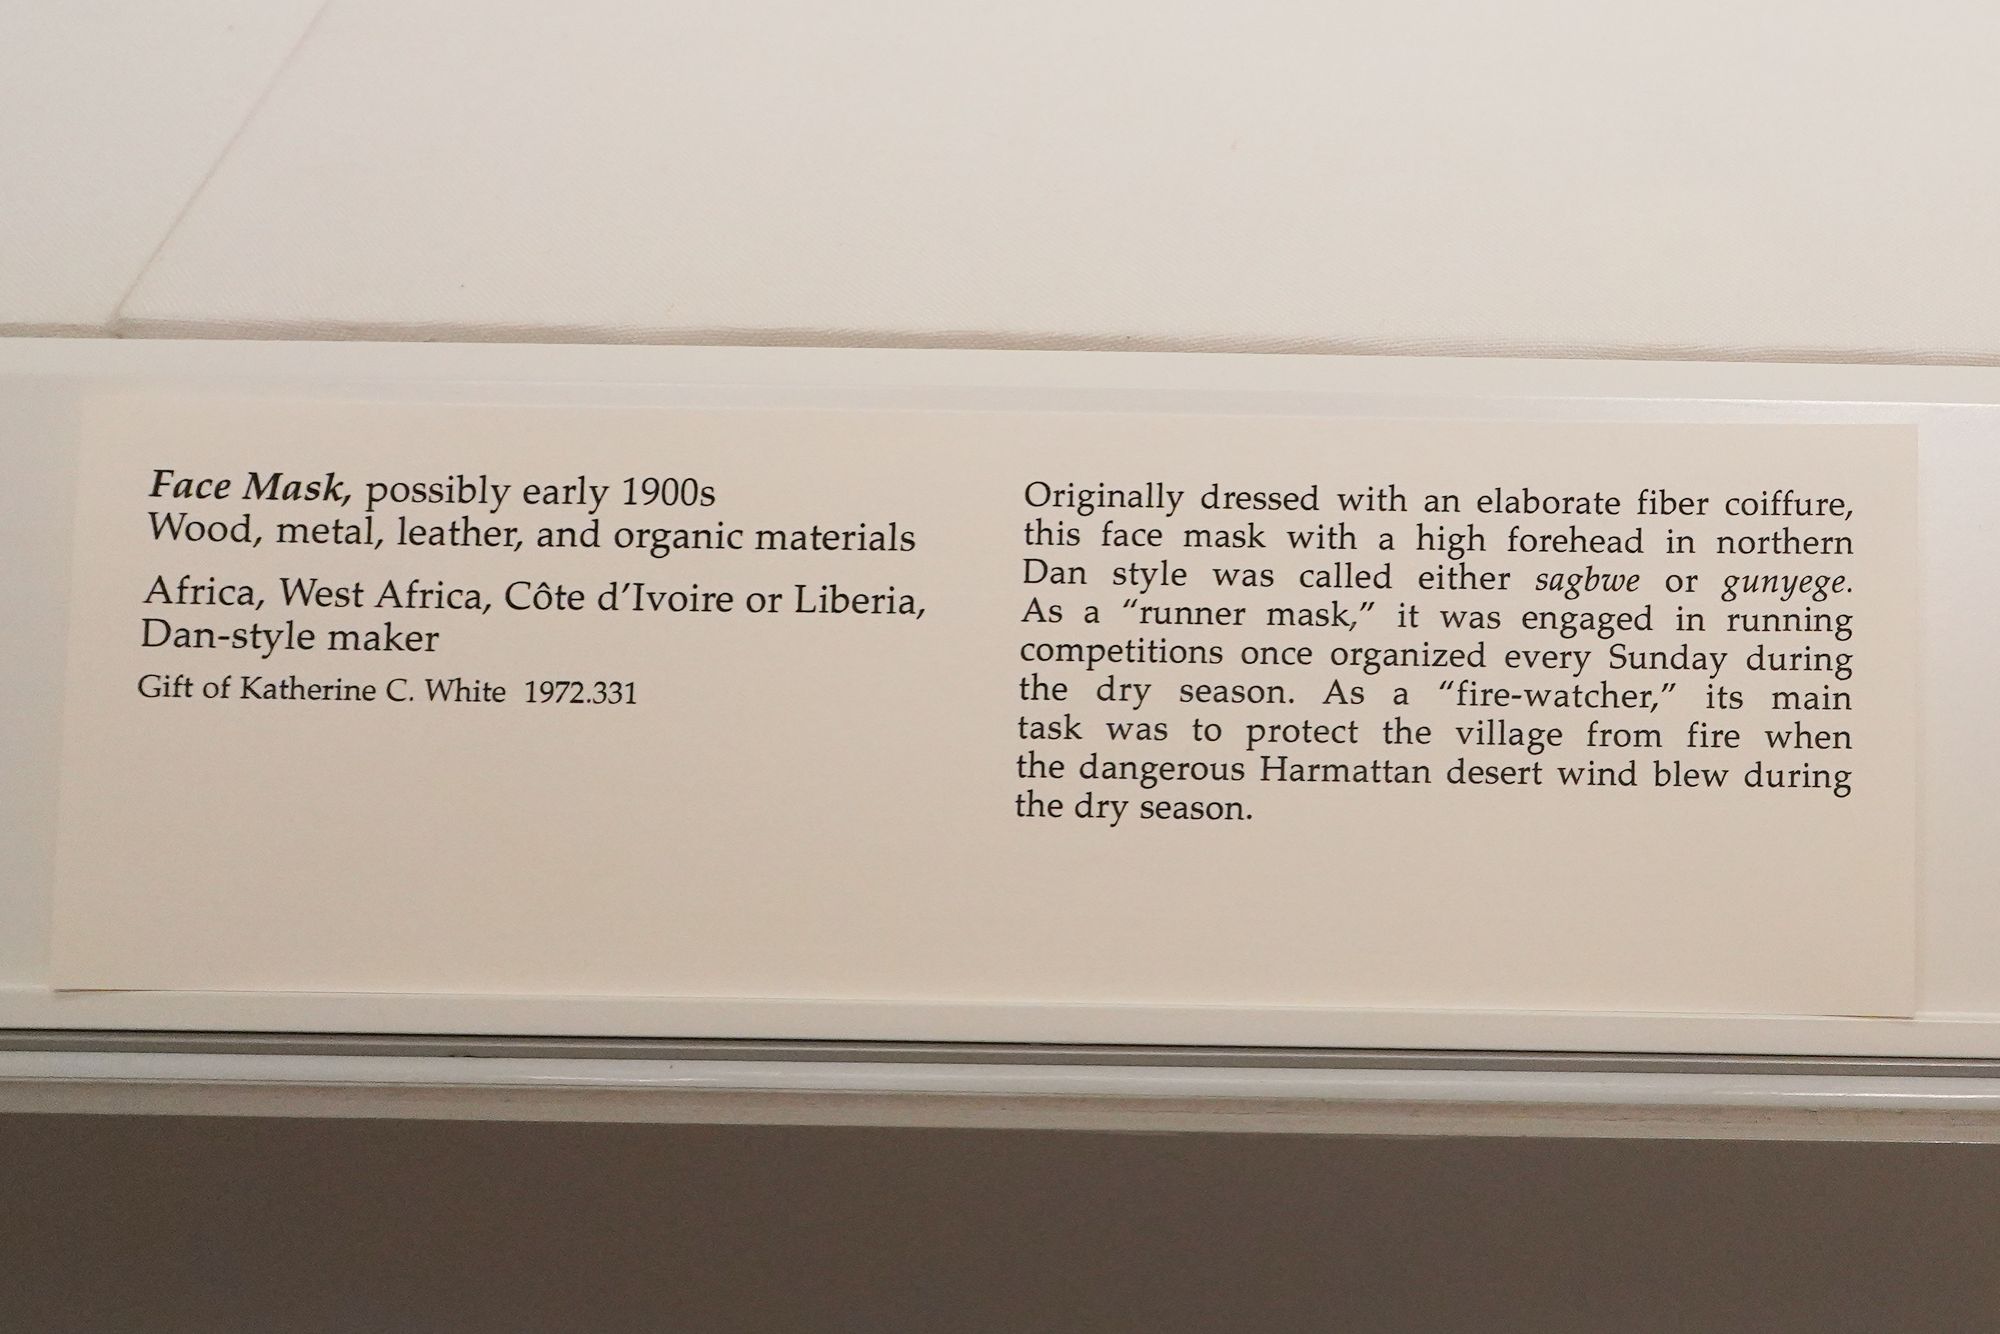 Face Mask, possibly early 1900s
Wood, metal, leather, and organic materials
Africa, West Africa, Côte d'Ivoire or Liberia,
Dan-style maker
Gift of Katherine C. White 1972.331
Originally dressed with an elaborate fiber coiffure,
this face mask with a high forehead in northern
Dan style was called either sagbwe or gunyege.
As a “runner mask,” it was engaged in running
competitions once organized every Sunday during
the dry season. As a “fire-watcher,” its main
task was to protect the village from fire when
the dangerous Harmattan desert wind blew during
the dry season.